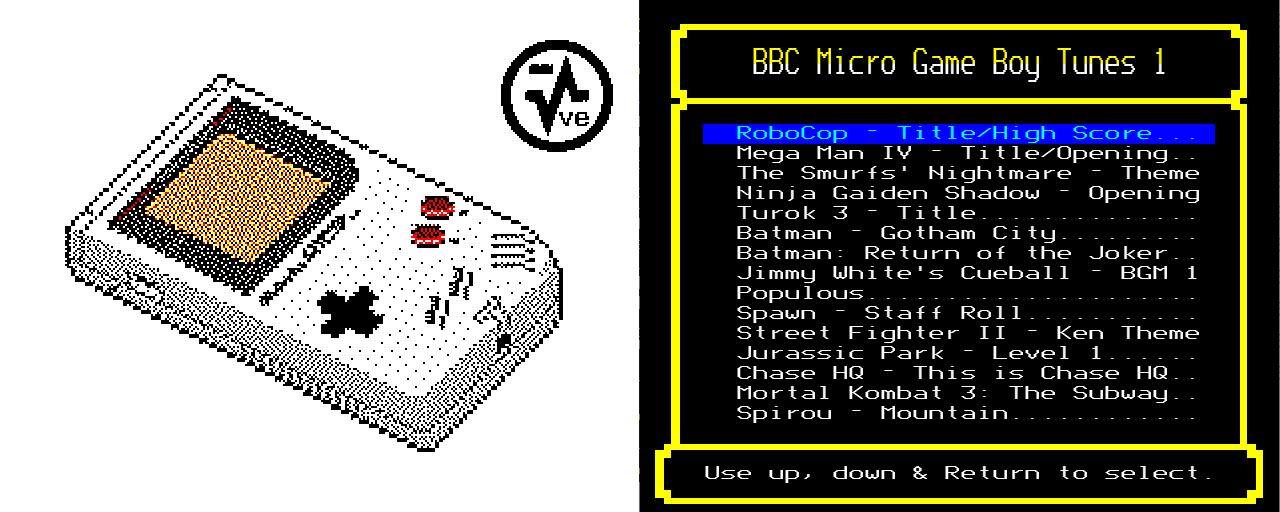 ve
BBC Micro Game Boy Tunes 1
RoboCop - Title/High Score...
Mega Man IV - Title/Opening..
The Smurfs' Nightmare - Theme
Ninja Gaiden Shadow - Opening
Turok 3 - Title..............
Batman - Gotham City.........
Batman: Return of the Joker..
Jimmy White's Cueball - BGM 1
Populous.....................
Spawn - Staff Roll...........
Street Fighter II - Ken Theme
Jurassic Park - Level 1......
Chase HQ - This is Chase HQ..
Mortal Kombat 3: The Subway..
Spirou - Mountain............
Use up, down & Return to select.